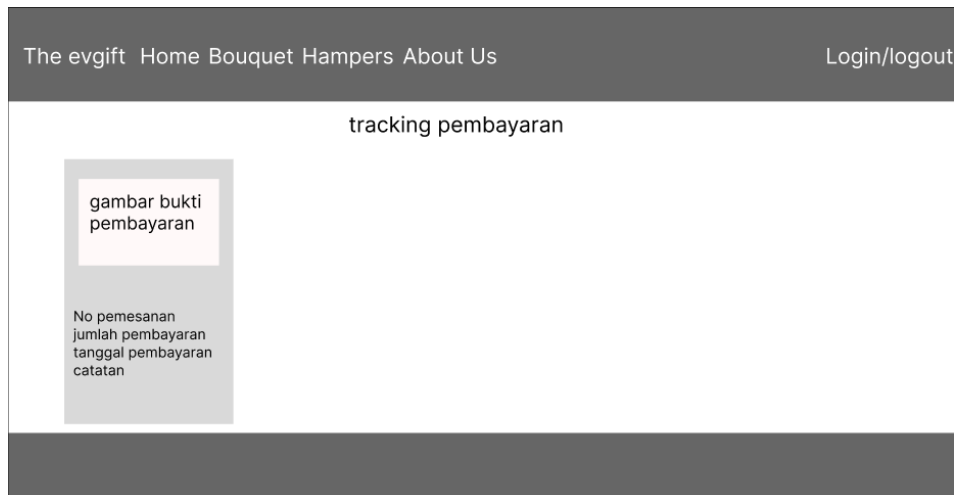 The evgift Home Bouquet Hampers About Us Login/logout
tracking pembayaran
gambar bukti
pembayaran
No pemesanan
jumlah pembayaran
tanggal pembayaran
catatan